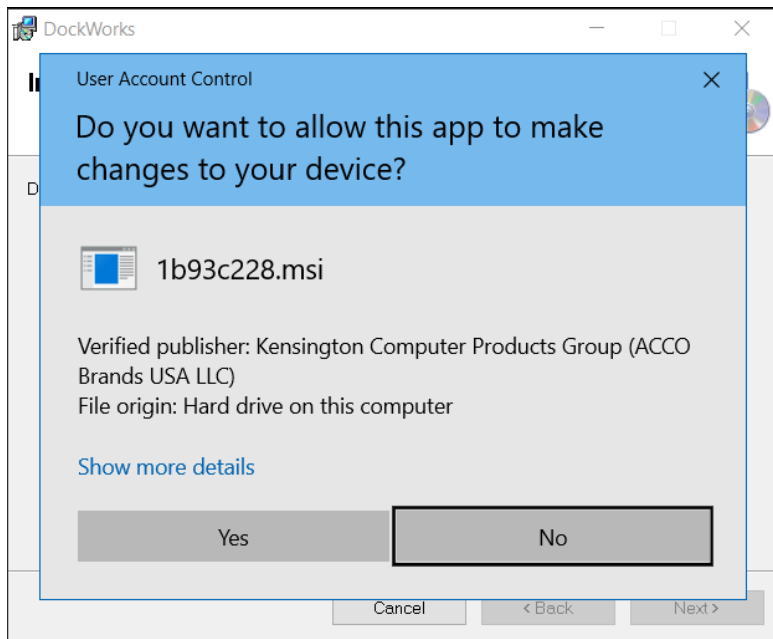 DockWorks
User Account Control
Do you want to allow this app to make
changes to your device?
1b93c228.msi
Verified publisher: Kensington Computer Products Group (ACCO
Brands USA LLC)
File origin: Hard drive on this computer
Show more details
Yes No
Cancel < Back Next >